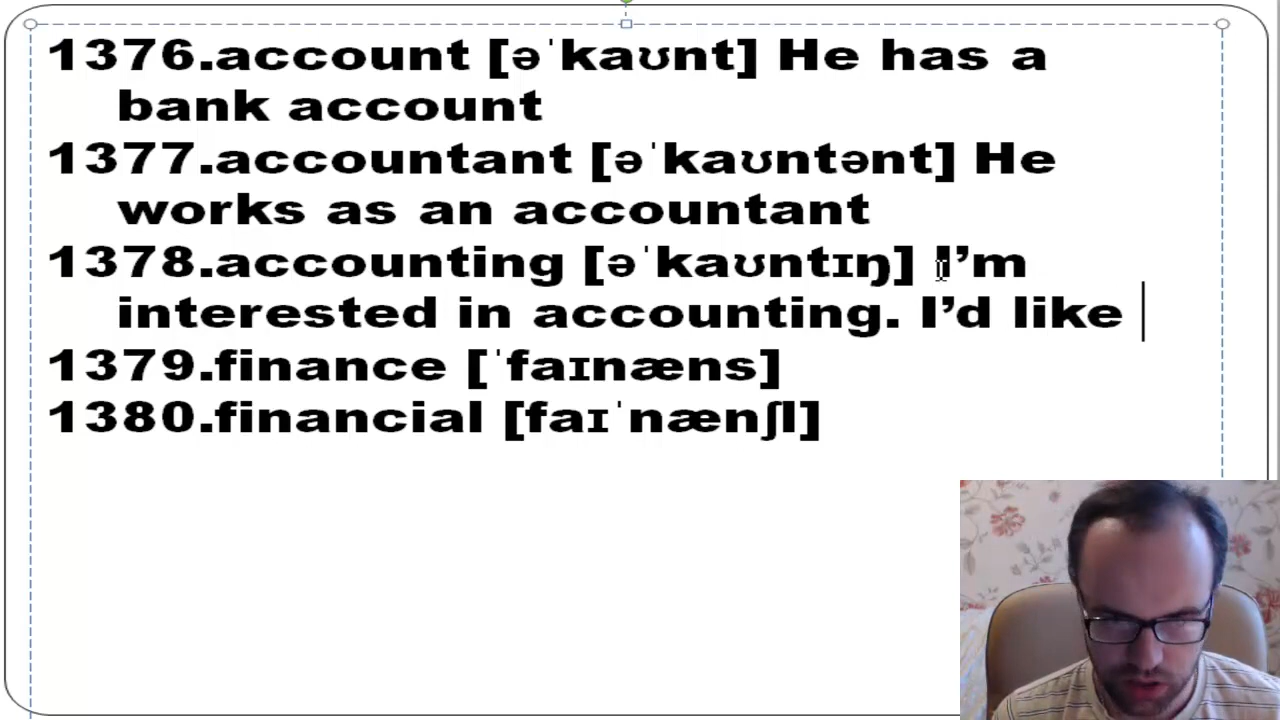 1376.account [əˈkaʊnt] He has a
bank account
1377.accountant [əˈkaʊntənt] He
works as an accountant
1378.accounting [əˈkaʊntɪŋ] I’m
interested in accounting. I’d like
1379.finance [ˈfaɪnæns]
1380.financial [faɪˈnænʃl]